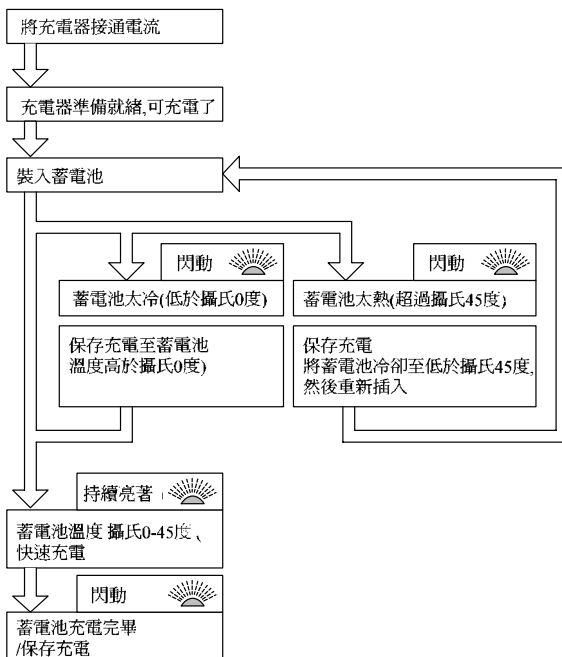 將充電器接通電流
充電器準備就緒,可充電了
裝入蓄電池
閃動
蓄電池太冷(低於攝氏0度)
保存充電至蓄電池
溫度高於攝氏0度)
閃動
蓄電池太熱(超過攝氏45度)
保存充電
將蓄電池冷卻至低於攝氏45度,
然後重新插入
持續亮著
蓄電池溫度 攝氏0-45度、
快速充電
閃動
蓄電池充電完畢
/保存充電